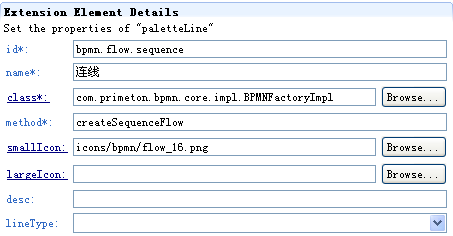 Extension Element Details
Set the properties of "paletteLine"
id*: bpmn.flow.sequence
name*: 连线
class*: com.primeton.bpmn.core.impl.BPMNFactoryImpl Browse...
method*: createSequenceFlow
smallIcon: icons/bpmn/flow_16.png Browse...
largeIcon: Browse...
desc:
lineType: